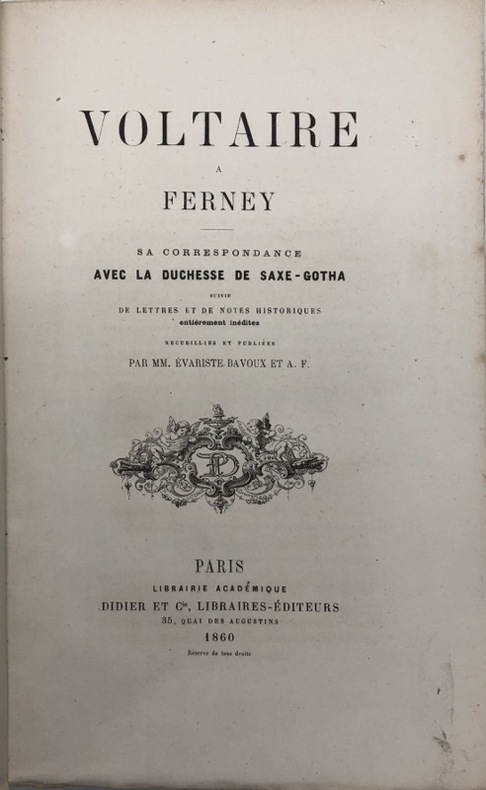 VOLTAIRE
A
FERNEY
SA CORRESPONDANCE
AVEC LA DUCHESSE DE SAXE-GOTHA
SUIVIE
DE LETTRES ET DE NOTES HISTORIQUES
entiérement inédites
RECUEILLIES ET PUBLIÉES
PAR MM. ÉVARISTE BAVOUX ET A. F.
PARIS
LIBRAIRIE ACADÉMIQUE
DIDIER ET Cie, LIBRAIRES-ÉDITEURS
35, QUAI DES AUGUSTINS
1860
Réserve de tous droits